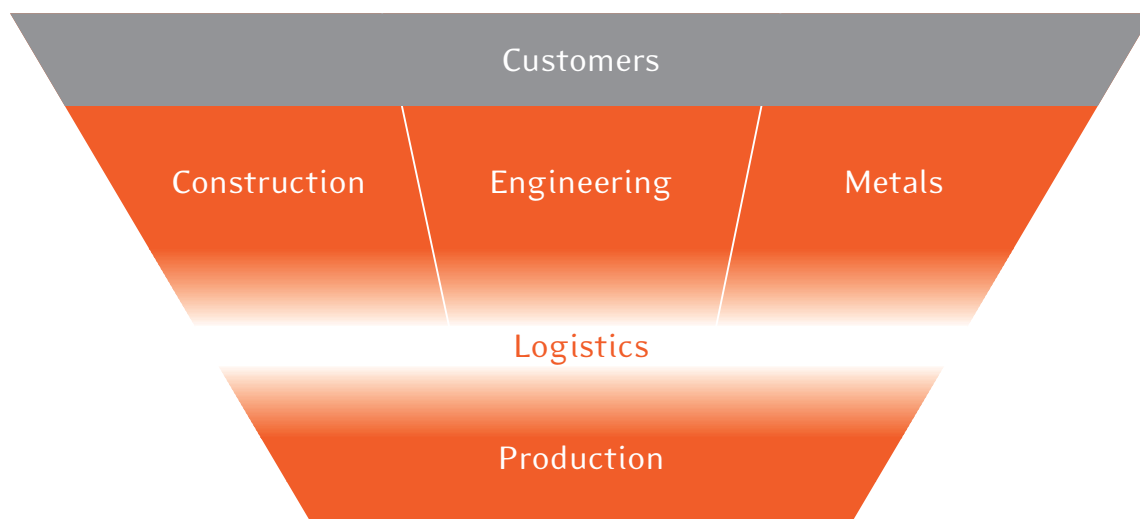 Customers
Construction Engineering Metals
Logistics
Production